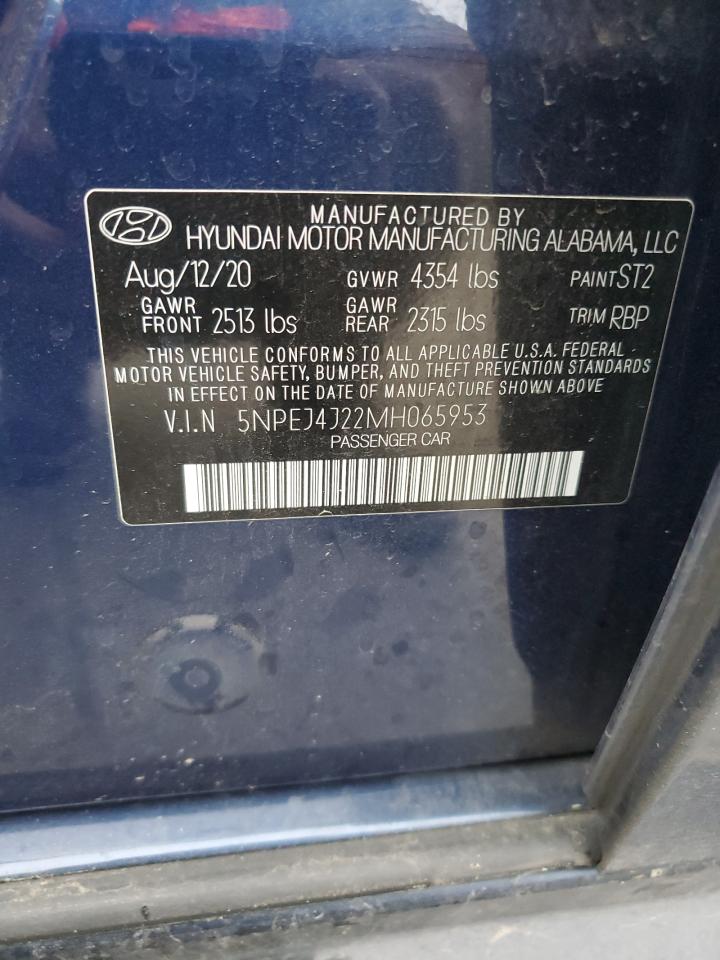 MANUFACTURED BY
HYUNDAI MOTOR MANUFACTURING ALABAMA, LLC
Aug/12/20 GVWR 4354 lbs PAINT ST2
GAWR FRONT 2513 lbs GAWR REAR 2315 lbs TRIM RBP
THIS VEHICLE CONFORMS TO ALL APPLICABLE U.S.A. FEDERAL
MOTOR VEHICLE SAFETY, BUMPER, AND THEFT PREVENTION STANDARDS
IN EFFECT ON THE DATE OF MANUFACTURE SHOWN ABOVE
V.I.N 5NPEJ4J22MH065953
PASSENGER CAR